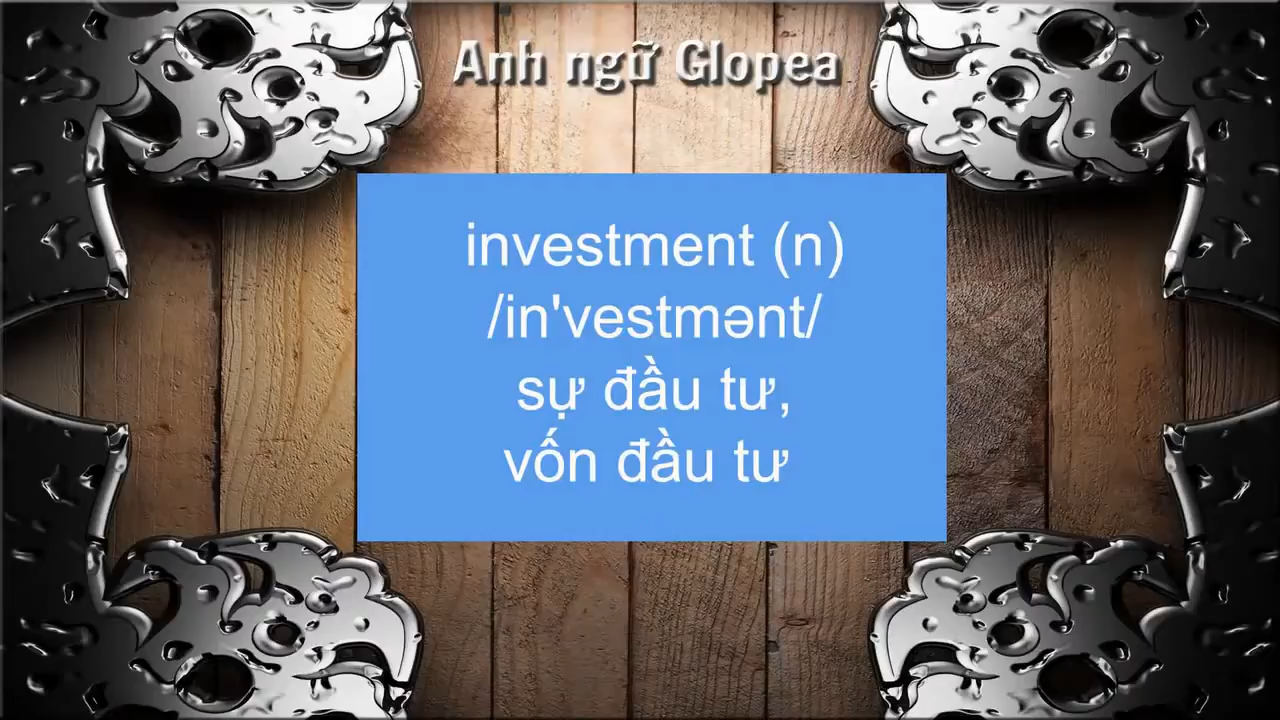 Anh ngữ Glopea
investment (n)
/in'vestmənt/
sự đầu tư,
vốn đầu tư